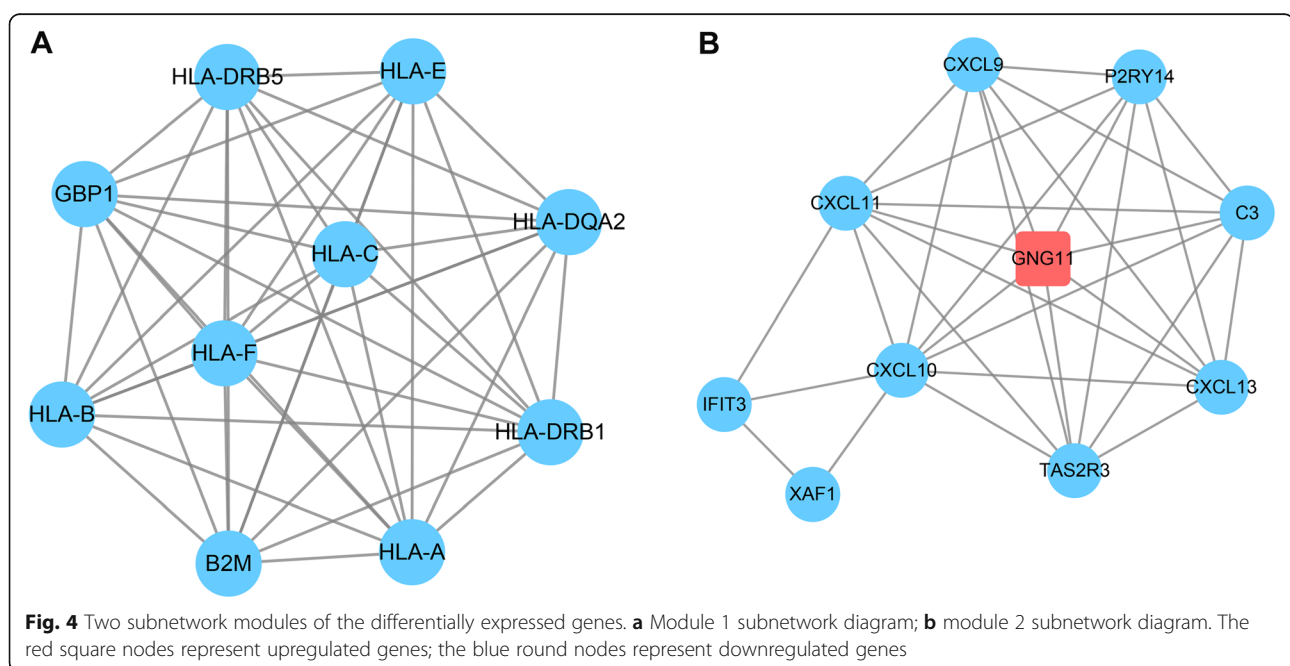 A
B
HLA-DRB5
HLA-E
GBP1
HLA-DQA2
HLA-C
HLA-F
HLA-B
HLA-DRB1
B2M
HLA-A
CXCL9
P2RY14
CXCL11
C3
GNG11
CXCL10
CXCL13
IFIT3
TAS2R3
XAF1
Fig. 4 Two subnetwork modules of the differentially expressed genes. a Module 1 subnetwork diagram; b module 2 subnetwork diagram. The
red square nodes represent upregulated genes; the blue round nodes represent downregulated genes